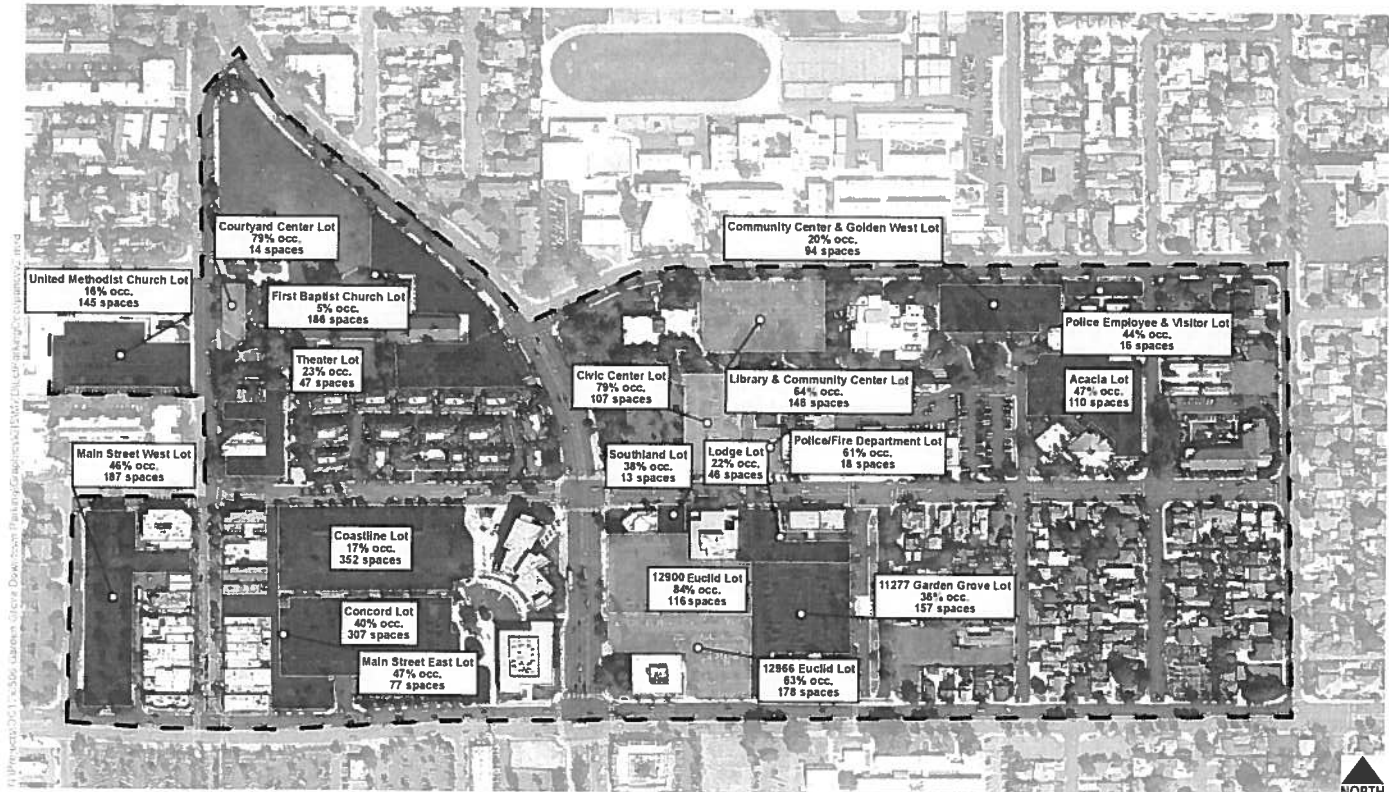 Courtyard Center Lot
79% occ.
14 spaces
Community Center & Golden West Lot
20% occ.
94 spaces
United Methodist Church Lot
16% occ.
145 spaces
First Baptist Church Lot
5% occ.
186 spaces
Police Employee & Visitor Lot
44% occ.
16 spaces
Theater Lot
23% occ.
47 spaces
Civic Center Lot
79% occ.
107 spaces
Library & Community Center Lot
64% occ.
146 spaces
Acacia Lot
47% occ.
110 spaces
Main Street West Lot
46% occ.
187 spaces
Southland Lot
38% occ.
13 spaces
Lodge Lot
22% occ.
46 spaces
Police/Fire Department Lot
61% occ.
18 spaces
Coastline Lot
17% occ.
352 spaces
12900 Euclid Lot
84% occ.
116 spaces
11277 Garden Grove Lot
36% occ.
157 spaces
Concord Lot
40% occ.
307 spaces
Main Street East Lot
47% occ.
77 spaces
12966 Euclid Lot
63% occ.
178 spaces
NORTH